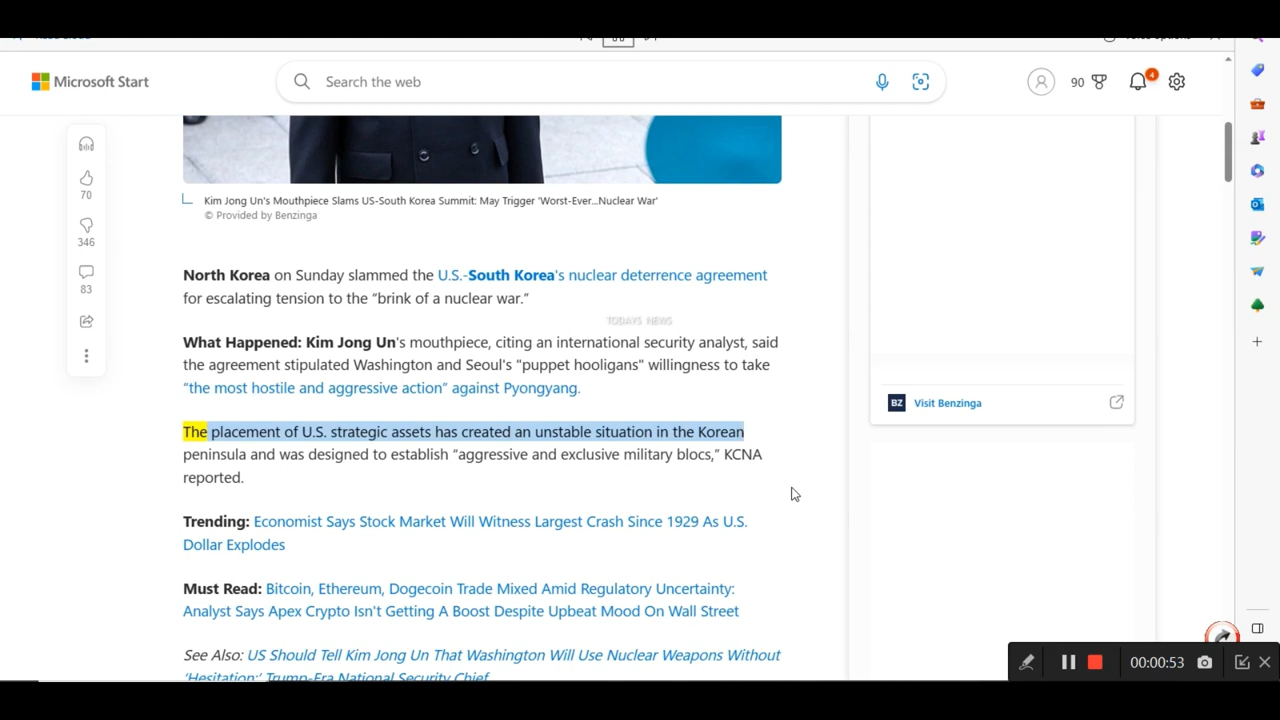 Microsoft Start
Search the web
90
4
70
346
83
Kim Jong Un's Mouthpiece Slams US-South Korea Summit: May Trigger 'Worst-Ever...Nuclear War'
© Provided by Benzinga
North Korea on Sunday slammed the U.S.-South Korea's nuclear deterrence agreement
for escalating tension to the “brink of a nuclear war.”
TODAYS NEWS
What Happened: Kim Jong Un's mouthpiece, citing an international security analyst, said
the agreement stipulated Washington and Seoul's "puppet hooligans" willingness to take
“the most hostile and aggressive action” against Pyongyang.
BZ Visit Benzinga
The placement of U.S. strategic assets has created an unstable situation in the Korean
peninsula and was designed to establish “aggressive and exclusive military blocs,” KCNA
reported.
Trending: Economist Says Stock Market Will Witness Largest Crash Since 1929 As U.S.
Dollar Explodes
Must Read: Bitcoin, Ethereum, Dogecoin Trade Mixed Amid Regulatory Uncertainty:
Analyst Says Apex Crypto Isn't Getting A Boost Despite Upbeat Mood On Wall Street
See Also: US Should Tell Kim Jong Un That Washington Will Use Nuclear Weapons Without
‘Hesitation:’ Trump-Era National Security Chief
00:00:53